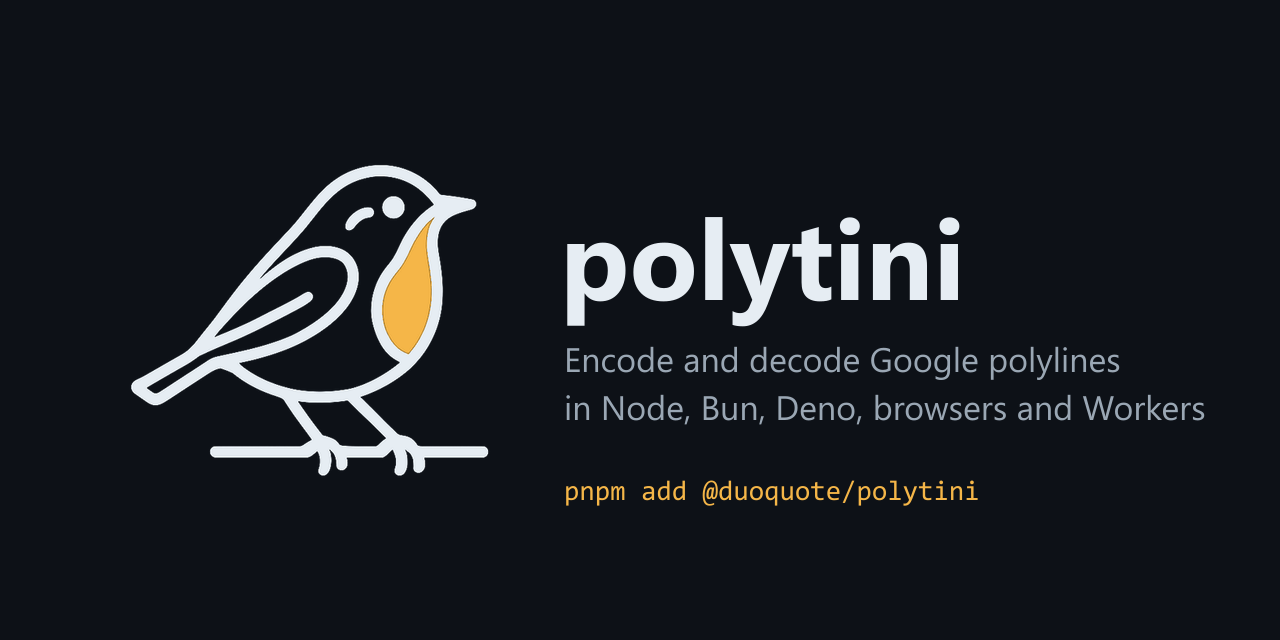 polytini
Encode and decode Google polylines
in Node, Bun, Deno, browsers and Workers
pnpm add @duoquote/polytini